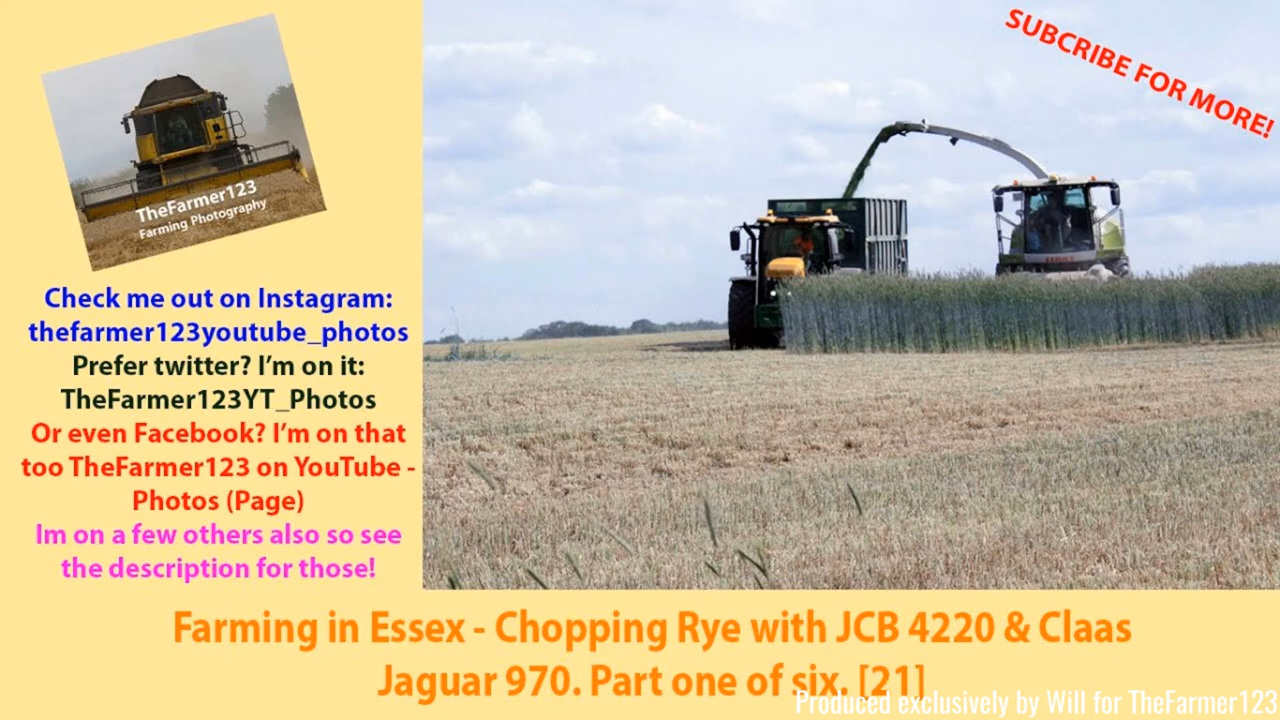 SUBCRIBE FOR MORE!
TheFarmer123
Farming Photography
Check me out on Instagram:
thefarmer123youtube_photos
Prefer twitter? I'm on it:
TheFarmer123YT_Photos
Or even Facebook? I'm on that
too TheFarmer123 on YouTube -
Photos (Page)
Im on a few others also so see
the description for those!
CLAAS
Farming in Essex - Chopping Rye with JCB 4220 & Claas
Jaguar 970. Part one of six. [21]
Produced exclusively by Will for TheFarmer123